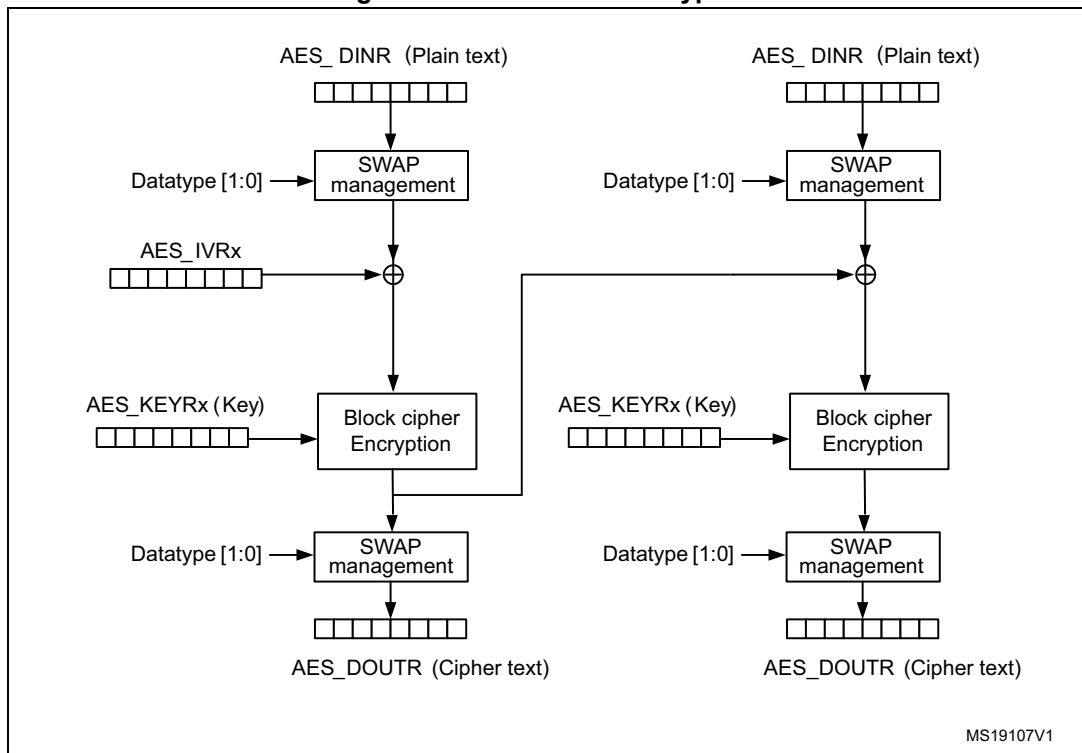 AES_ DINR (Plain text)
AES_ DINR (Plain text)
SWAP
management
Datatype [1:0]
SWAP
management
Datatype [1:0]
AES_IVRx
AES_KEYRx (Key)
Block cipher
Encryption
AES_KEYRx (Key)
Block cipher
Encryption
Datatype [1:0]
SWAP
management
Datatype [1:0]
SWAP
management
AES_DOUTR (Cipher text)
AES_DOUTR (Cipher text)
MS19107V1